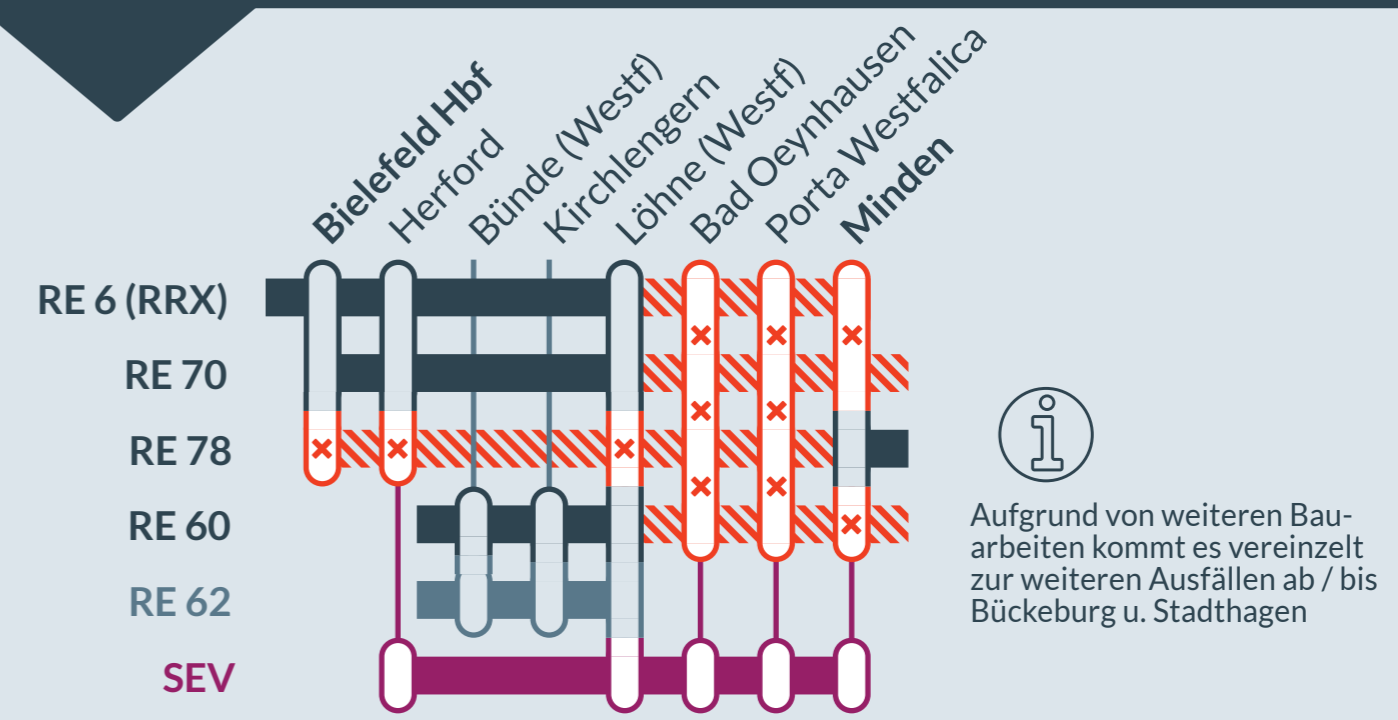 Bielefeld Hbf
Herford
Bünde (Westf)
Kirchlengern
Löhne (Westf)
Bad Oeynhausen
Porta Westfalica
Minden
RE 6 (RRX)
RE 70
RE 78
RE 60
RE 62
SEV
Aufgrund von weiteren Bau-
arbeiten kommt es vereinzelt
zur weiteren Ausfällen ab / bis
Bückeburg u. Stadthagen